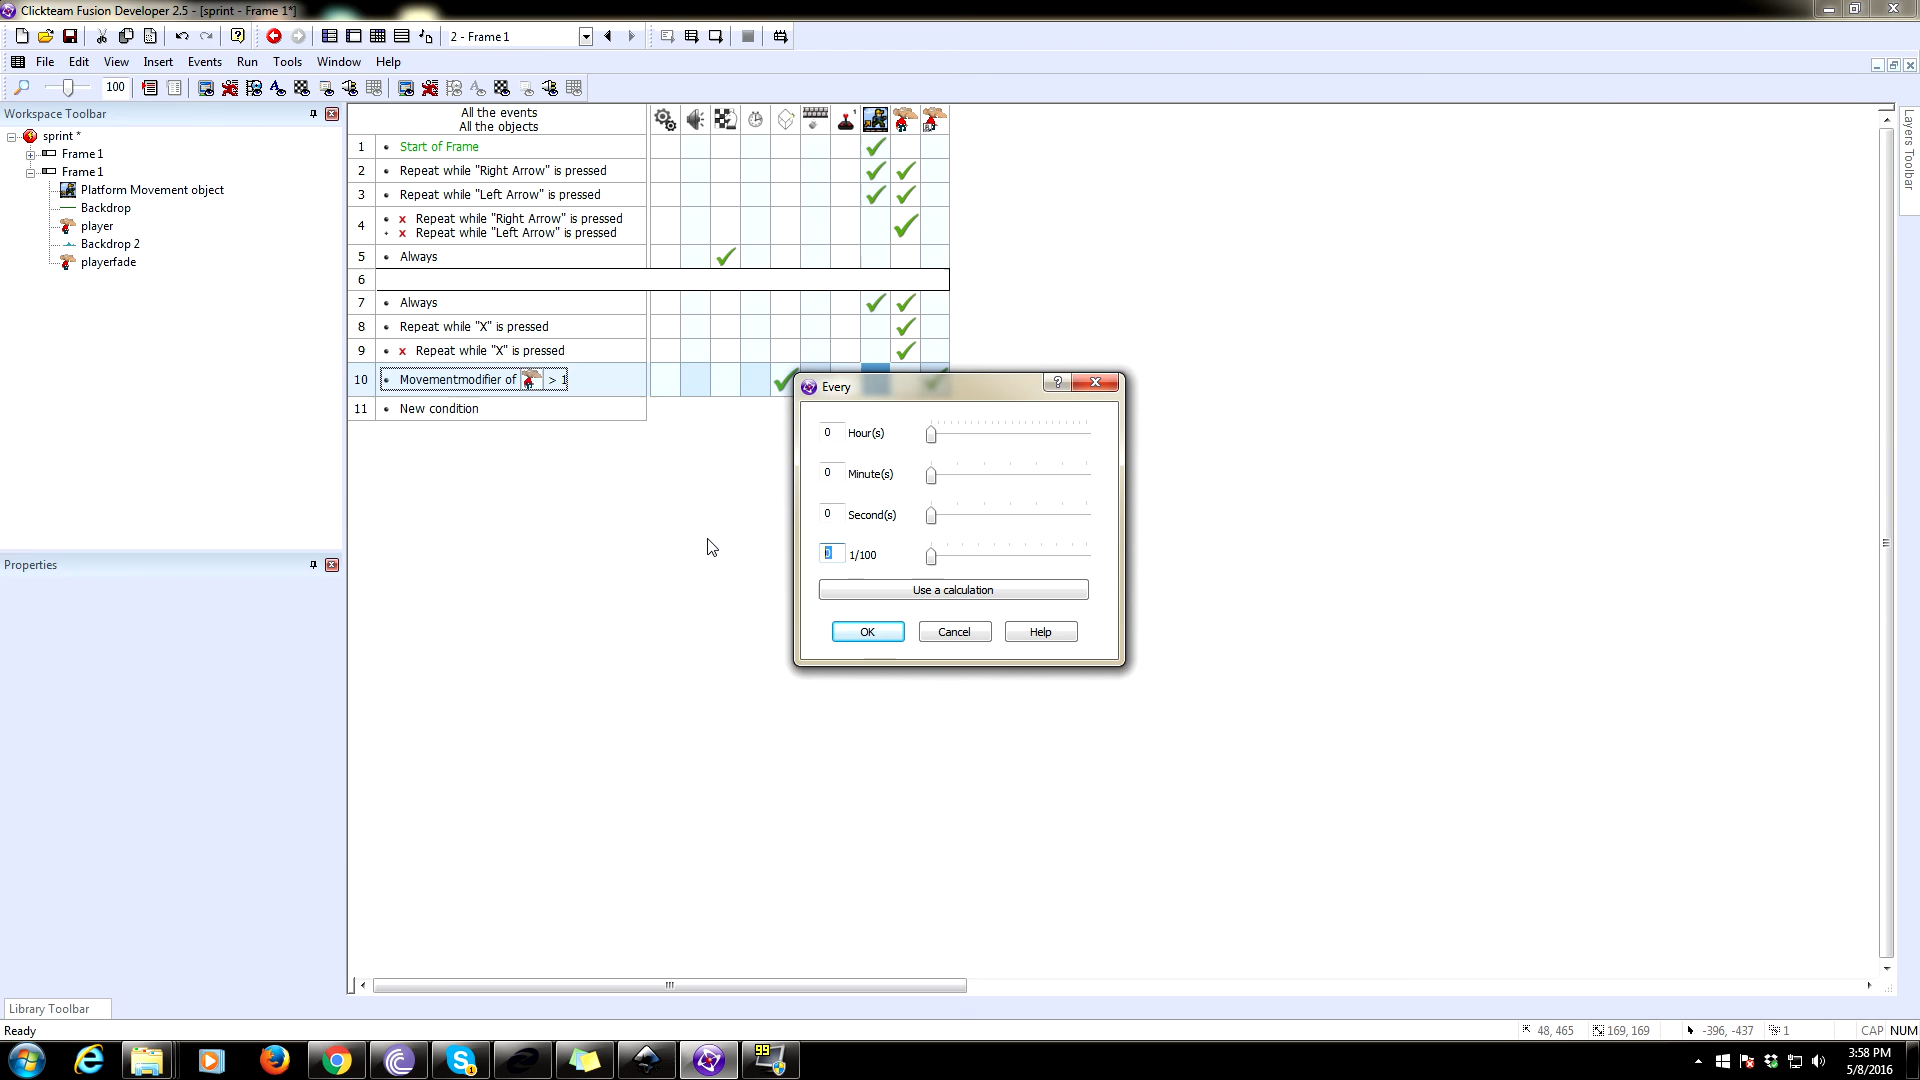 Clickteam Fusion Developer 2.5 - [sprint - Frame 1*]
2 - Frame 1
File Edit View Insert Events Run Tools Window Help
100
Workspace Toolbar
sprint *
Frame 1
Frame 1
Platform Movement object
Backdrop
player
Backdrop 2
playerfade
Properties
Library Toolbar
All the events
All the objects
1 Start of Frame
2 Repeat while "Right Arrow" is pressed
3 Repeat while "Left Arrow" is pressed
4 X Repeat while "Right Arrow" is pressed
X Repeat while "Left Arrow" is pressed
5 Always
6
7 Always
8 Repeat while "X" is pressed
9 X Repeat while "X" is pressed
10 Movementmodifier of > 1
11 New condition
Every
0 Hour(s)
0 Minute(s)
0 Second(s)
0 1/100
Use a calculation
OK Cancel Help
Layers Toolbar
Ready
48, 465 169, 169 -396, -437 1 CAP NUM
99
3:58 PM
5/8/2016